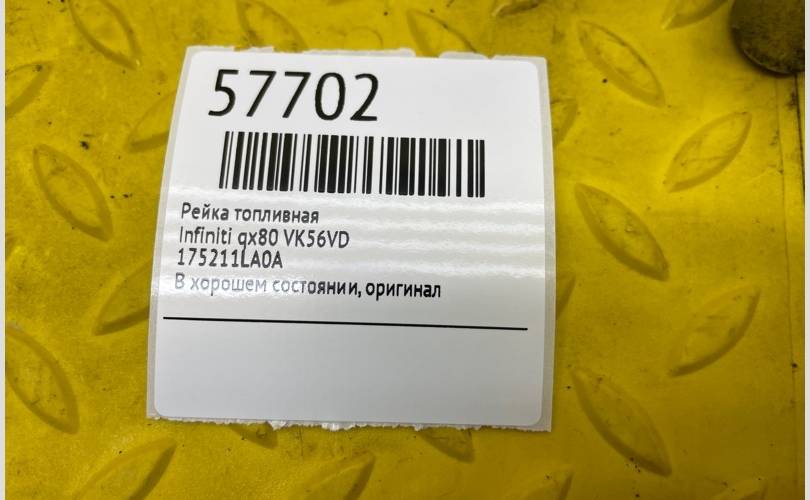 57702
Рейка топливная
Infiniti qx80 VK56VD
175211LA0A
В хорошем состоянии, оригинал